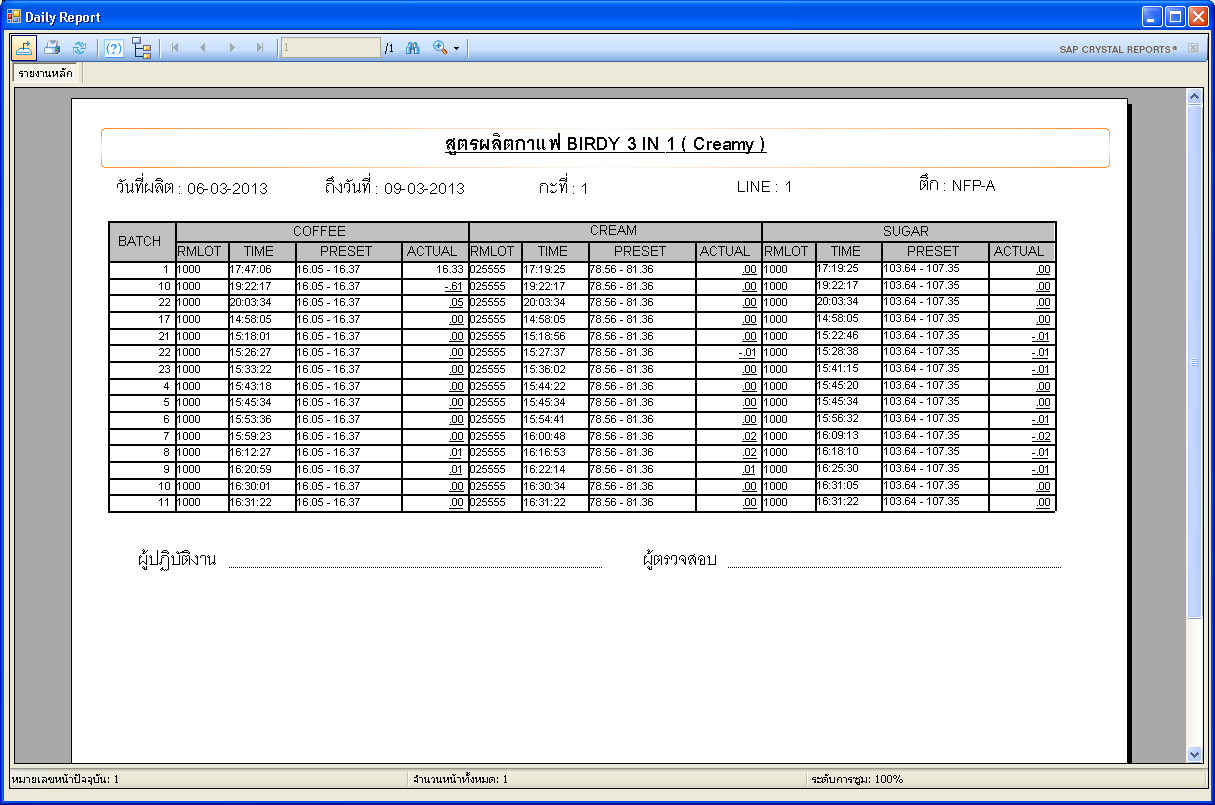 Daily Report
1 /1 SAP CRYSTAL REPORTS®
รายงานหลัก
สูตรผลิตกาแฟ BIRDY 3 IN 1 ( Creamy )
วันที่ผลิต : 06-03-2013 ถึงวันที่ : 09-03-2013 กะที่ : 1 LINE : 1 ตึก : NFP-A
BATCH COFFEE CREAM SUGAR
RMLOT TIME PRESET ACTUAL RMLOT TIME PRESET ACTUAL RMLOT TIME PRESET ACTUAL
1 1000 17:47:06 16.05 - 16.37 16.33 025555 17:19:25 78.56 - 81.36 .00 1000 17:19:25 103.64 - 107.35 .00
10 1000 19:22:17 16.05 - 16.37 -.61 025555 19:22:17 78.56 - 81.36 .00 1000 19:22:17 103.64 - 107.35 .00
22 1000 20:03:34 16.05 - 16.37 .05 025555 20:03:34 78.56 - 81.36 .00 1000 20:03:34 103.64 - 107.35 .00
17 1000 14:58:05 16.05 - 16.37 .00 025555 14:58:05 78.56 - 81.36 .00 1000 14:58:05 103.64 - 107.35 .00
21 1000 15:18:01 16.05 - 16.37 .00 025555 15:18:56 78.56 - 81.36 .00 1000 15:22:46 103.64 - 107.35 -.01
22 1000 15:26:27 16.05 - 16.37 .00 025555 15:27:37 78.56 - 81.36 -.01 1000 15:28:38 103.64 - 107.35 -.01
23 1000 15:33:22 16.05 - 16.37 .00 025555 15:36:02 78.56 - 81.36 .00 1000 15:41:15 103.64 - 107.35 -.01
4 1000 15:43:18 16.05 - 16.37 .00 025555 15:44:22 78.56 - 81.36 .00 1000 15:45:20 103.64 - 107.35 .00
5 1000 15:45:34 16.05 - 16.37 .00 025555 15:45:34 78.56 - 81.36 .00 1000 15:45:34 103.64 - 107.35 .00
6 1000 15:53:36 16.05 - 16.37 .00 025555 15:54:41 78.56 - 81.36 .00 1000 15:56:32 103.64 - 107.35 -.01
7 1000 15:59:23 16.05 - 16.37 .00 025555 16:00:48 78.56 - 81.36 .02 1000 16:09:13 103.64 - 107.35 -.02
8 1000 16:12:27 16.05 - 16.37 .01 025555 16:16:53 78.56 - 81.36 .02 1000 16:18:10 103.64 - 107.35 -.01
9 1000 16:20:59 16.05 - 16.37 .01 025555 16:22:14 78.56 - 81.36 .01 1000 16:25:30 103.64 - 107.35 -.01
10 1000 16:30:01 16.05 - 16.37 .00 025555 16:30:34 78.56 - 81.36 .00 1000 16:31:05 103.64 - 107.35 .00
11 1000 16:31:22 16.05 - 16.37 .00 025555 16:31:22 78.56 - 81.36 .00 1000 16:31:22 103.64 - 107.35 .00
ผู้ปฏิบัติงาน ผู้ตรวจสอบ
หมายเลขหน้าปัจจุบัน: 1 จำนวนหน้าทั้งหมด: 1 ระดับการซูม: 100%